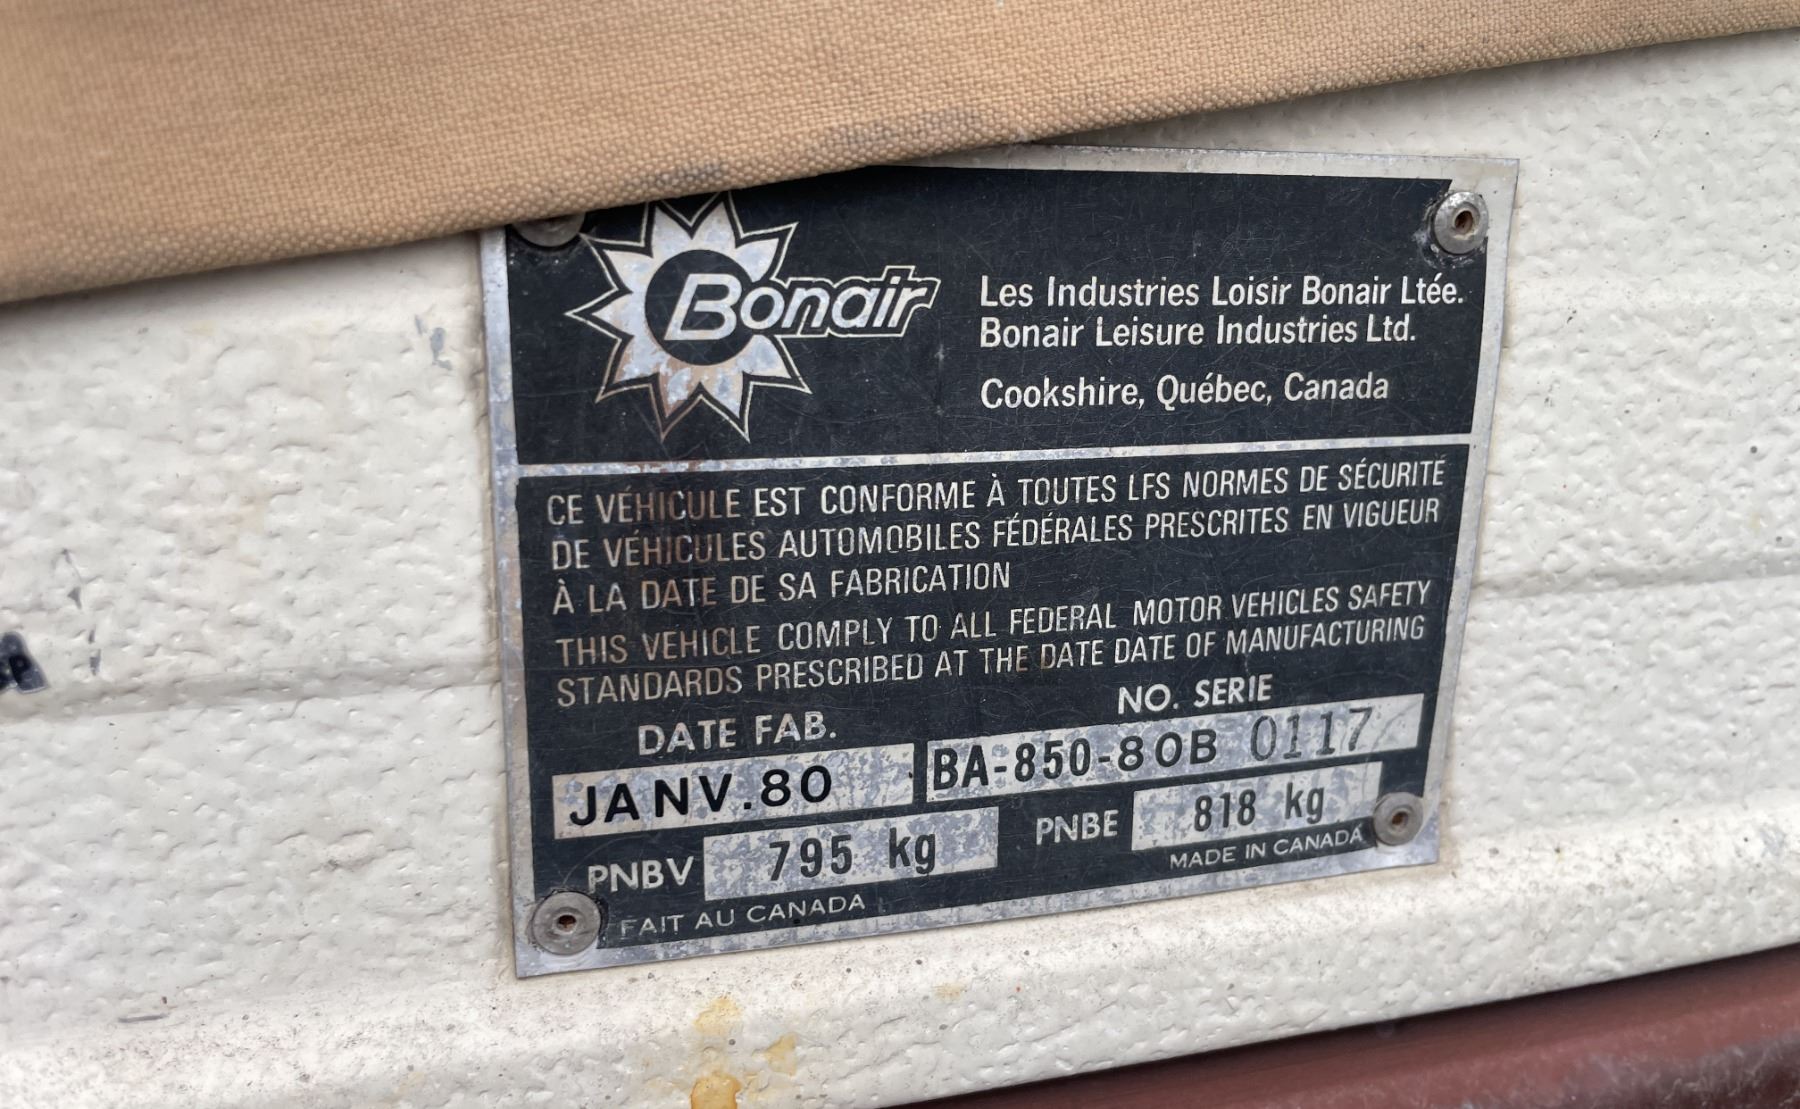 Bonair
Les Industries Loisir Bonair Ltée.
Bonair Leisure Industries Ltd.
Cookshire, Québec, Canada
CE VÉHICULE EST CONFORME À TOUTES LFS NORMES DE SÉCURITÉ
DE VÉHICULES AUTOMOBILES FÉDÉRALES PRESCRITES EN VIGUEUR
À LA DATE DE SA FABRICATION
THIS VEHICLE COMPLY TO ALL FEDERAL MOTOR VEHICLES SAFETY
STANDARDS PRESCRIBED AT THE DATE DATE OF MANUFACTURING
DATE FAB. NO. SERIE
JANV.80 BA-850-80B 0117
PNBV 795 kg PNBE 818 kg
FAIT AU CANADA MADE IN CANADA